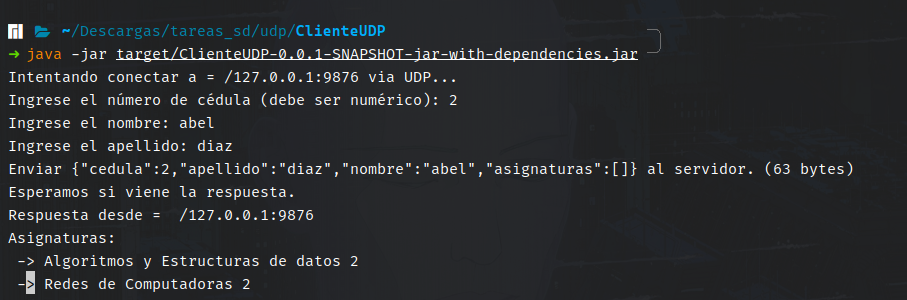 ~/Descargas/tareas_sd/udp/ClienteUDP
➜ java -jar target/ClienteUDP-0.0.1-SNAPSHOT-jar-with-dependencies.jar
Intentando conectar a = /127.0.0.1:9876 via UDP...
Ingrese el número de cédula (debe ser numérico): 2
Ingrese el nombre: abel
Ingrese el apellido: diaz
Enviar {"cedula":2,"apellido":"diaz","nombre":"abel","asignaturas":[]} al servidor. (63 bytes)
Esperamos si viene la respuesta.
Respuesta desde =  /127.0.0.1:9876
Asignaturas:
 -> Algoritmos y Estructuras de datos 2
 -> Redes de Computadoras 2